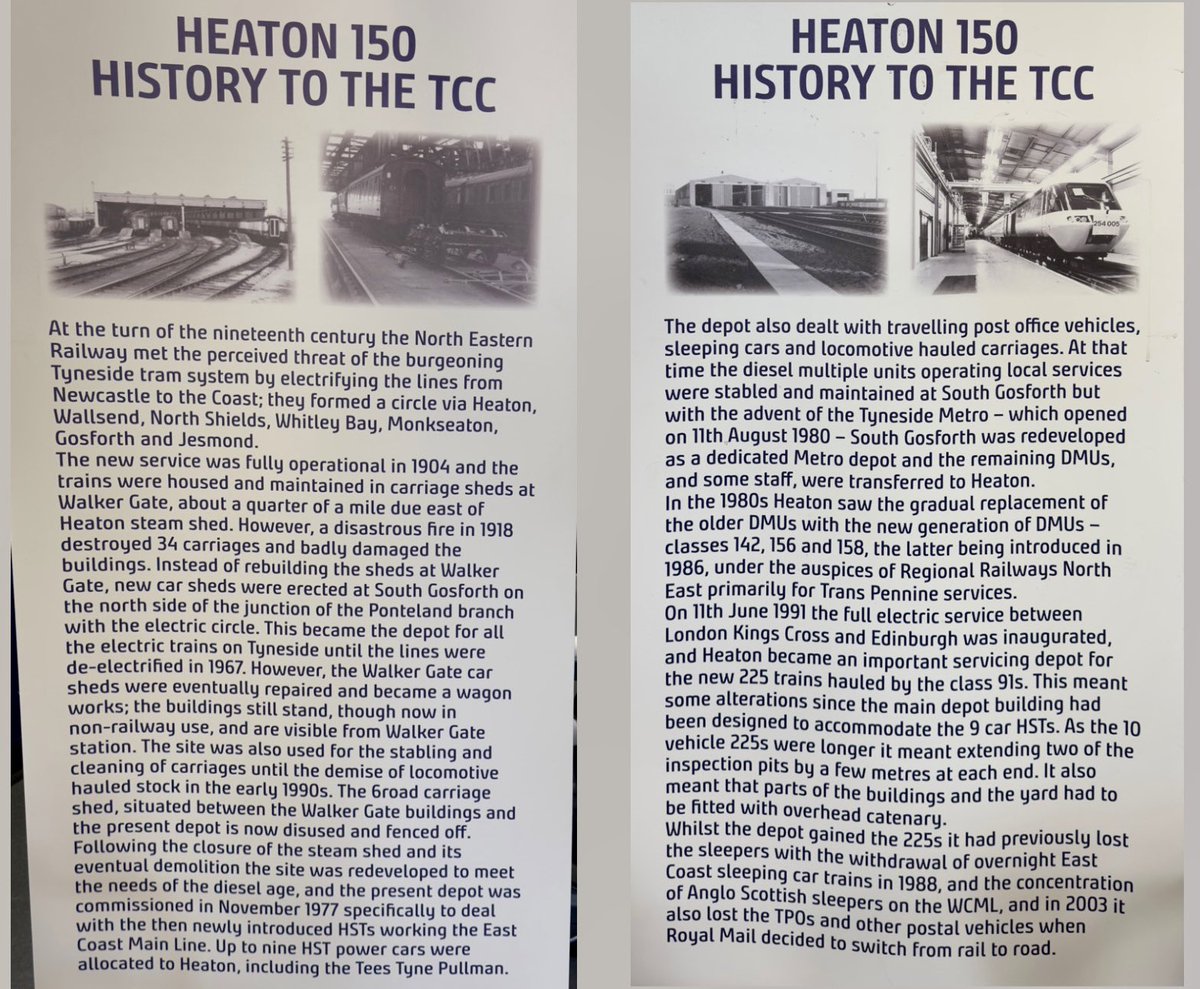 HEATON 150
HISTORY TO THE TCC
At the turn of the nineteenth century the North Eastern
Railway met the perceived threat of the burgeoning
Tyneside tram system by electrifying the lines from
Newcastle to the Coast; they formed a circle via Heaton,
Wallsend, North Shields, Whitley Bay, Monkseaton,
Gosforth and Jesmond.
The new service was fully operational in 1904 and the
trains were housed and maintained in carriage sheds at
Walker Gate, about a quarter of a mile due east of
Heaton steam shed. However, a disastrous fire in 1918
destroyed 34 carriages and badly damaged the
buildings. Instead of rebuilding the sheds at Walker
Gate, new car sheds were erected at South Gosforth on
the north side of the junction of the Ponteland branch
with the electric circle. This became the depot for all
the electric trains on Tyneside until the lines were
de-electrified in 1967. However, the Walker Gate car
sheds were eventually repaired and became a wagon
works; the buildings still stand, though now in
non-railway use, and are visible from Walker Gate
station. The site was also used for the stabling and
cleaning of carriages until the demise of locomotive
hauled stock in the early 1990s. The 6road carriage
shed, situated between the Walker Gate buildings and
the present depot is now disused and fenced off.
Following the closure of the steam shed and its
eventual demolition the site was redeveloped to meet
the needs of the diesel age, and the present depot was
commissioned in November 1977 specifically to deal
with the then newly introduced HSTs working the East
Coast Main Line. Up to nine HST power cars were
allocated to Heaton, including the Tees Tyne Pullman.
HEATON 150
HISTORY TO THE TCC
254 005
The depot also dealt with travelling post office vehicles,
sleeping cars and locomotive hauled carriages. At that
time the diesel multiple units operating local services
were stabled and maintained at South Gosforth but
with the advent of the Tyneside Metro – which opened
on 11th August 1980 – South Gosforth was redeveloped
as a dedicated Metro depot and the remaining DMUs,
and some staff, were transferred to Heaton.
In the 1980s Heaton saw the gradual replacement of
the older DMUs with the new generation of DMUs –
classes 142, 156 and 158, the latter being introduced in
1986, under the auspices of Regional Railways North
East primarily for Trans Pennine services.
On 11th June 1991 the full electric service between
London Kings Cross and Edinburgh was inaugurated,
and Heaton became an important servicing depot for
the new 225 trains hauled by the class 91s. This meant
some alterations since the main depot building had
been designed to accommodate the 9 car HSTs. As the 10
vehicle 225s were longer it meant extending two of the
inspection pits by a few metres at each end. It also
meant that parts of the buildings and the yard had to
be fitted with overhead catenary.
Whilst the depot gained the 225s it had previously lost
the sleepers with the withdrawal of overnight East
Coast sleeping car trains in 1988, and the concentration
of Anglo Scottish sleepers on the WCML, and in 2003 it
also lost the TPOs and other postal vehicles when
Royal Mail decided to switch from rail to road.